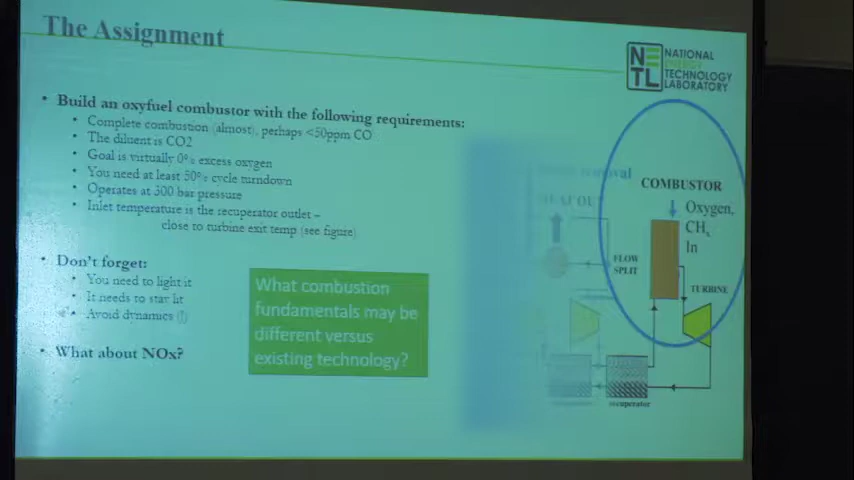 The Assignment
NETL
NATIONAL
ENERGY
TECHNOLOGY
LABORATORY
• Build an oxyfuel combustor with the following requirements:
• Complete combustion (almost), perhaps <50ppm CO
• The diluent is CO2
• Goal is virtually 0% excess oxygen
• You need at least 50% cycle turndown
• Operates at 300 bar pressure
• Inlet temperature is the recuperator outlet –
close to turbine exit temp (see figure)
• Don't forget:
• You need to light it
• It needs to stay lit
• Avoid dynamics (!)
• What about NOx?
What combustion
fundamentals may be
different versus
existing technology?
COMBUSTOR
Oxygen,
CH
In
FLOW
SPLIT
TURBINE
recuperator